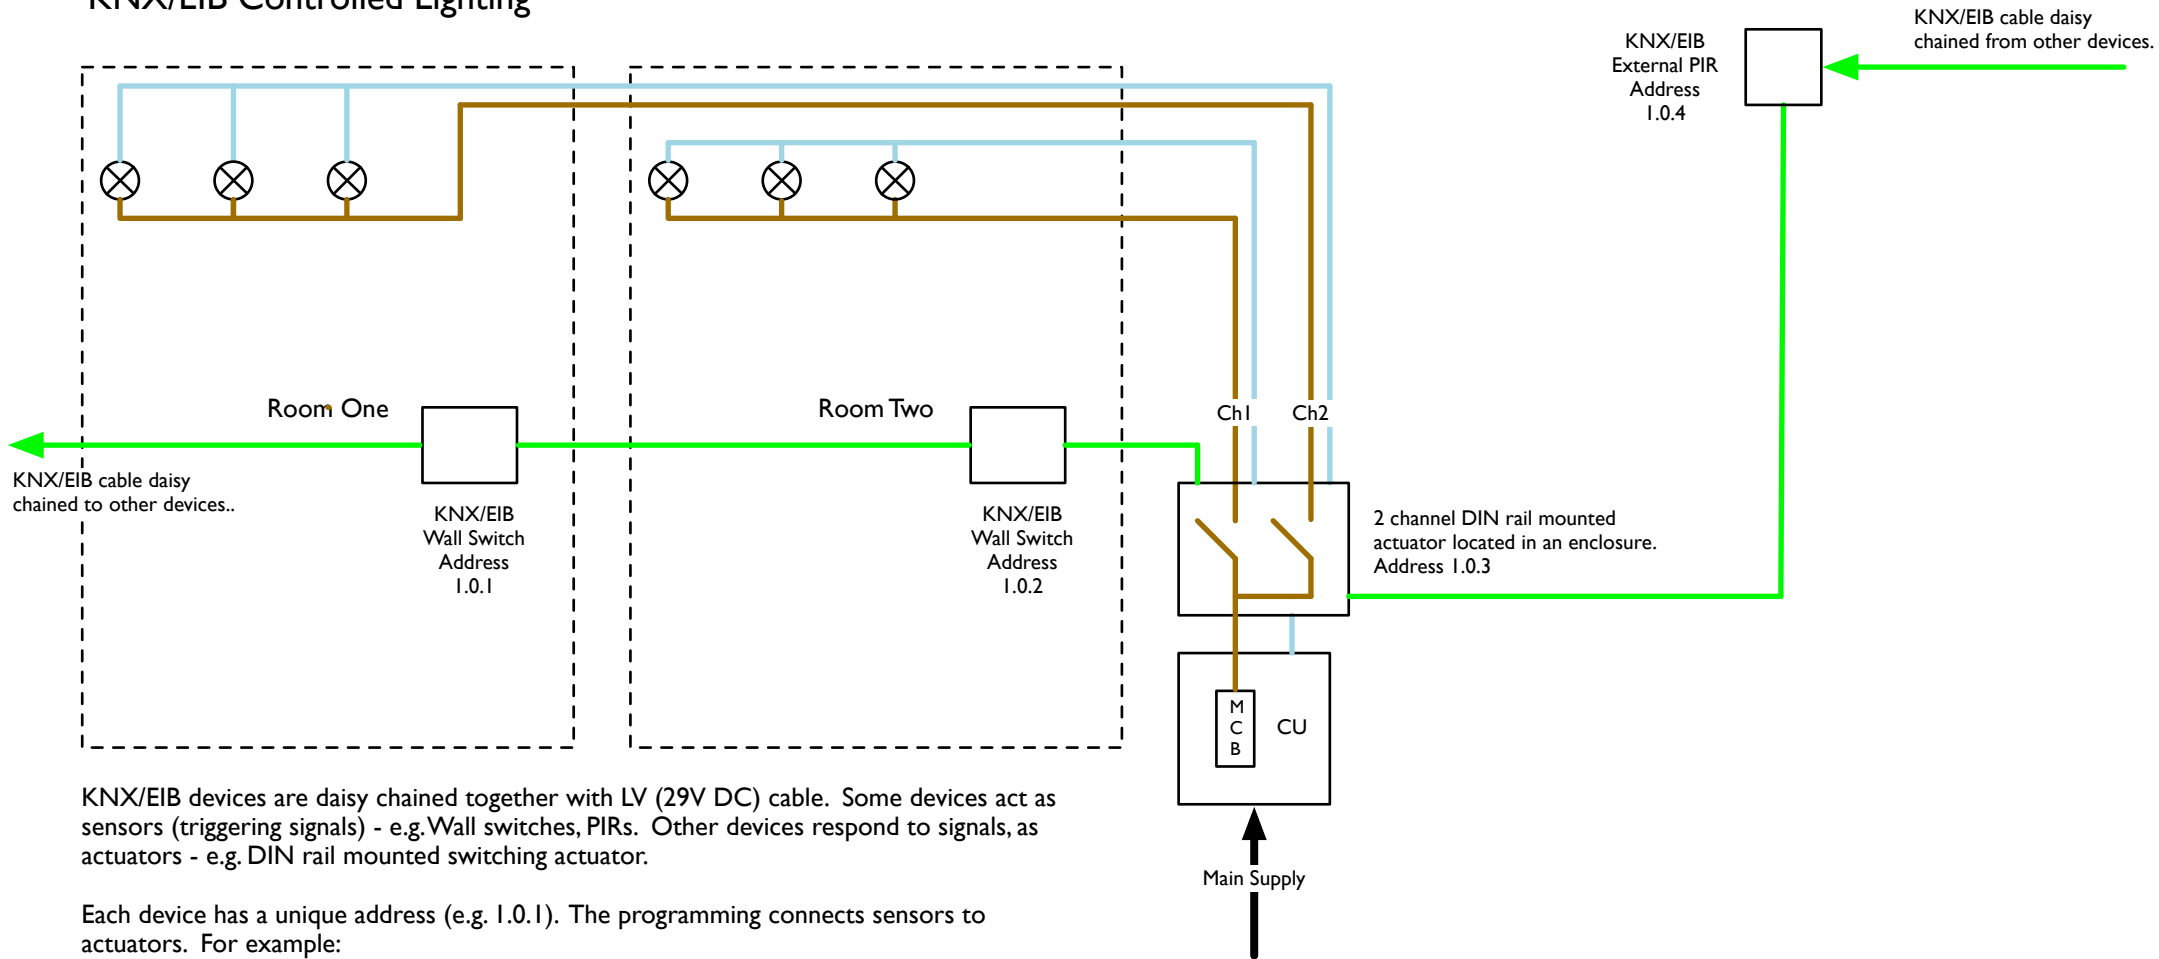 KNX/EIB Controlled Lighting
KNX/EIB cable daisy
chained from other devices.
KNX/EIB
External PIR
Address
1.0.4
Room One
Room Two
Ch1
Ch2
KNX/EIB cable daisy
chained to other devices..
KNX/EIB
Wall Switch
Address
1.0.1
KNX/EIB
Wall Switch
Address
1.0.2
2 channel DIN rail mounted
actuator located in an enclosure.
Address 1.0.3
M
C
B
CU
Main Supply
KNX/EIB devices are daisy chained together with LV (29V DC) cable.  Some devices act as
sensors (triggering signals) - e.g. Wall switches, PIRs.  Other devices respond to signals, as
actuators - e.g. DIN rail mounted switching actuator.
Each device has a unique address (e.g. 1.0.1).  The programming connects sensors to
actuators.  For example: